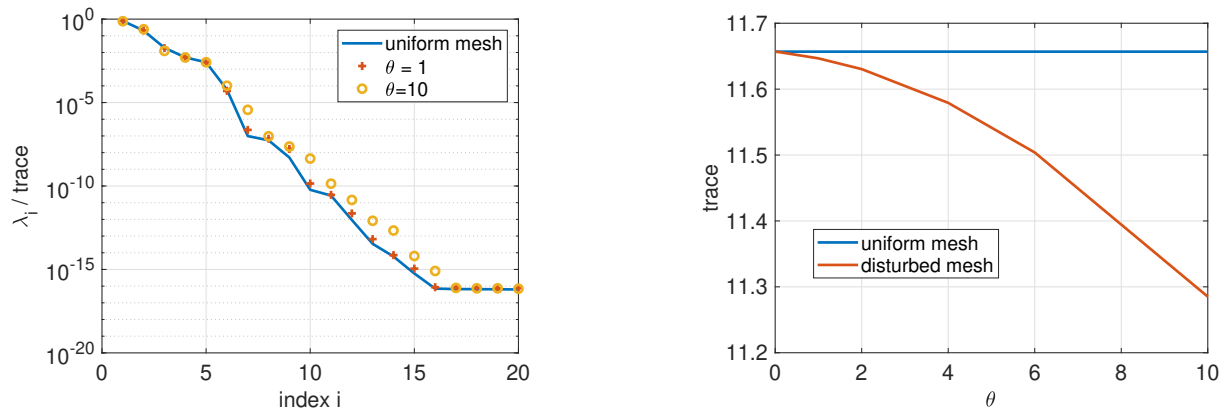 10^0
10^-5
10^-10
10^-15
10^-20
λ_i / trace
uniform mesh
θ = 1
θ=10
0 5 10 15 20
index i
11.7
11.6
11.5
11.4
11.3
11.2
trace
uniform mesh
disturbed mesh
0 2 4 6 8 10
θ